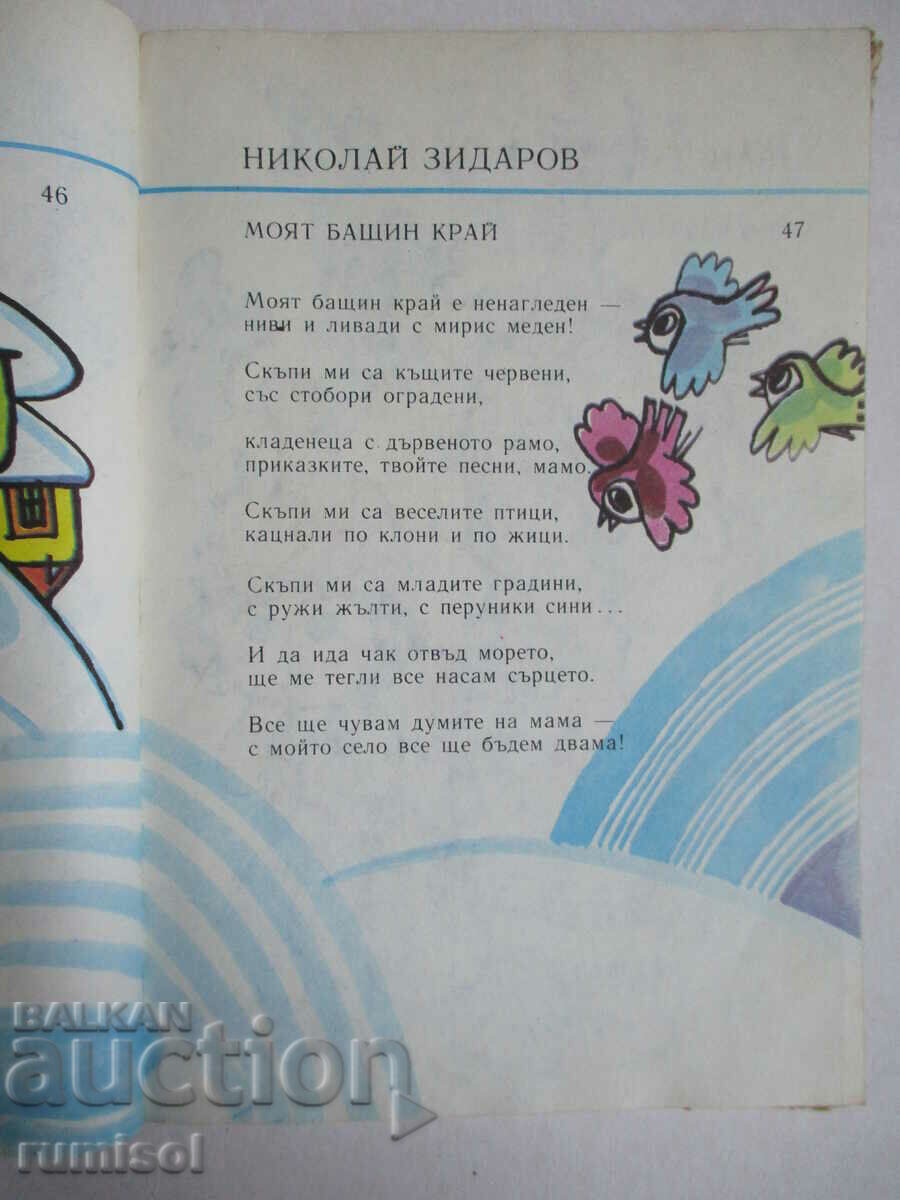 46
НИКОЛАЙ ЗИДАРОВ
МОЯТ БАЩИН КРАЙ
47
Моят бащин край е ненагледен —
ниви и ливади с мирис меден!
Скъпи ми са къщите червени,
със стобори оградени,
кладенеца с дървеното рамо,
приказките, твойте песни, мамо.
Скъпи ми са веселите птици,
кацнали по клони и по жици.
Скъпи ми са младите градини,
с ружи жълти, с перуники сини...
И да ида чак отвъд морето,
ще ме тегли все насам сърцето.
Все ще чувам думите на мама —
с мойто село все ще бъдем двама!
BALKAN
auction
rumisol